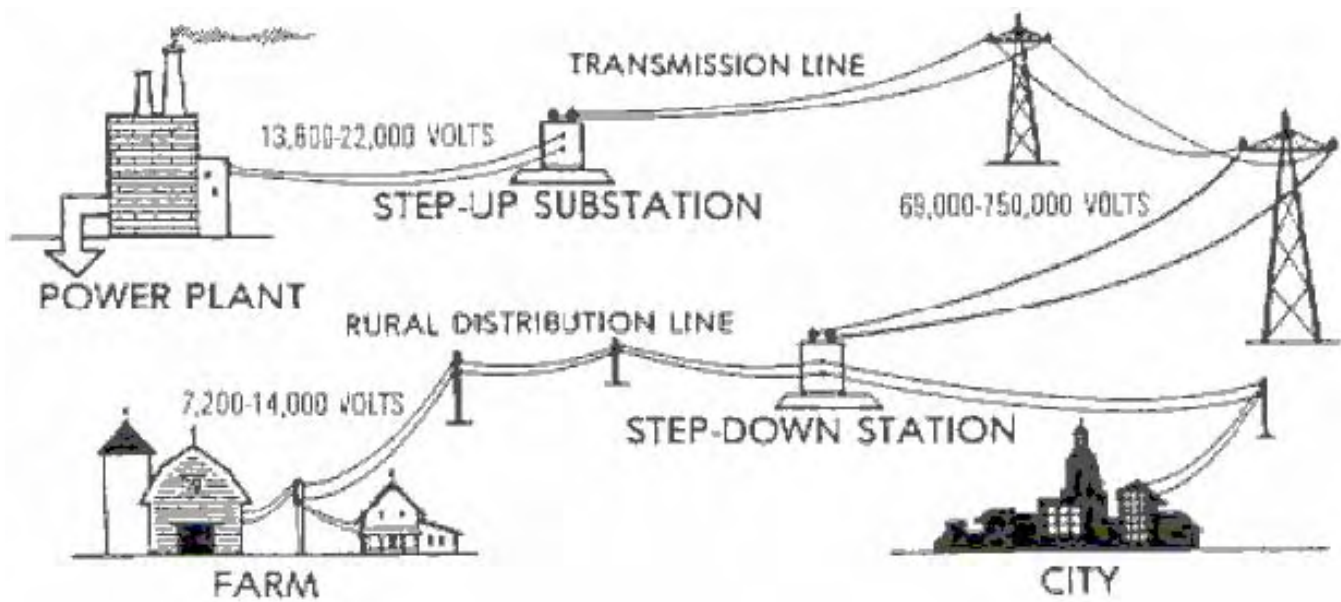 TRANSMISSION LINE
13,800-22,000 VOLTS
STEP-UP SUBSTATION
69,000-750,000 VOLTS
POWER PLANT
RURAL DISTRIBUTION LINE
7,200-14,000 VOLTS
STEP-DOWN STATION
FARM
CITY